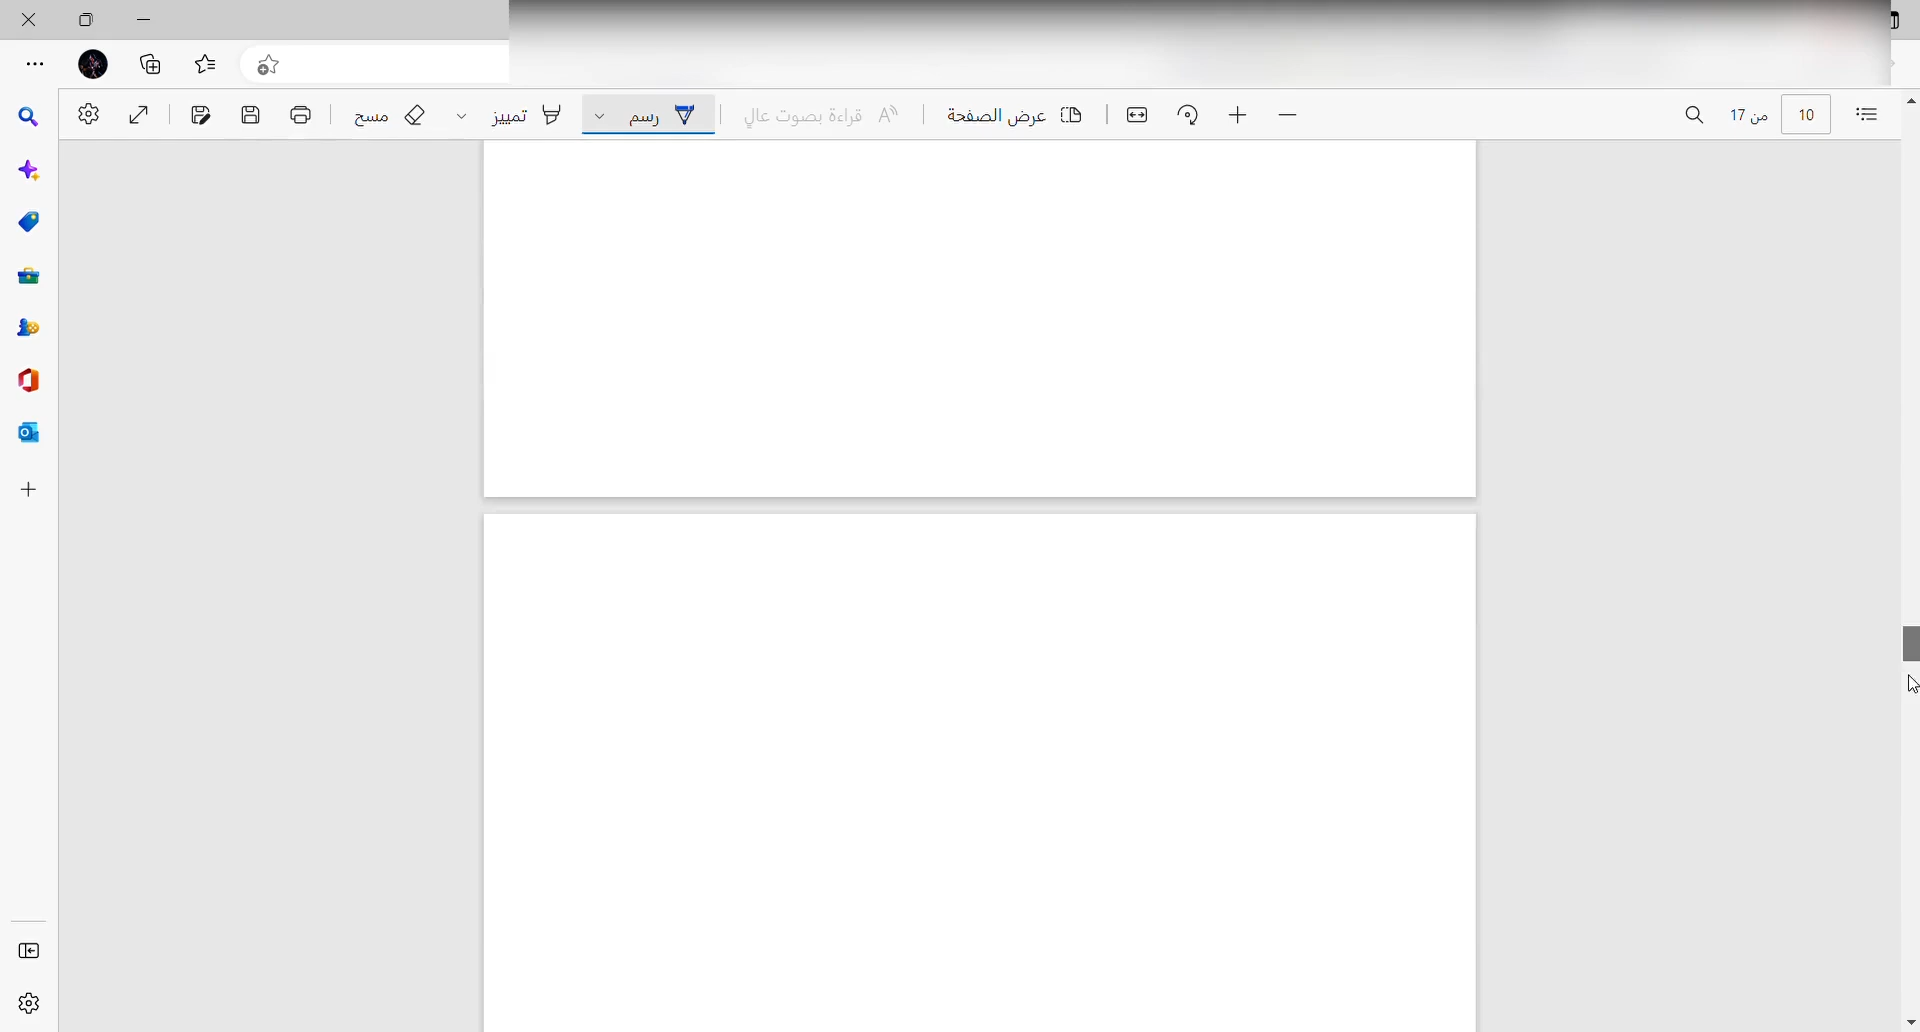 10 من 17 عرض الصفحة قراءة بصوت عالٍ رسم تمييز مسح